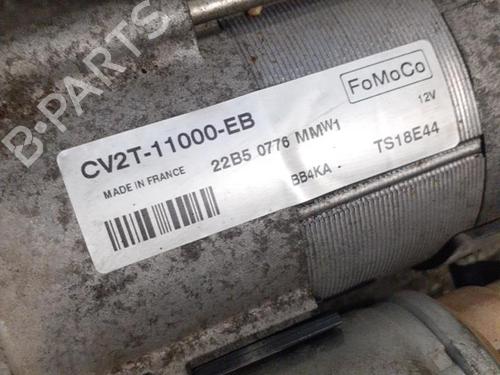 B-PARTS
FoMoCo
CV2T-11000-EB
12V
MADE IN FRANCE
22B5 0776 MMW1
BB4KA
TS18E44